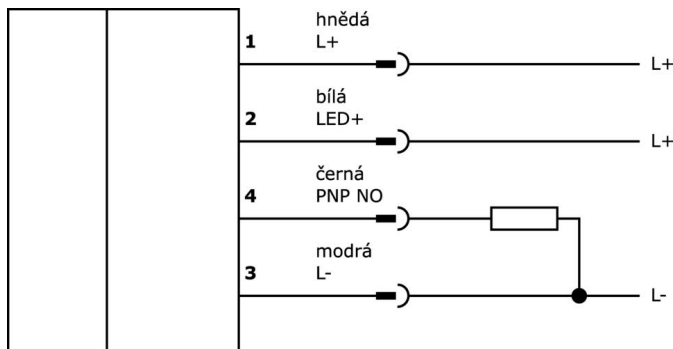 hnědá
1 L+ L+
bílá
2 LED+ L+
černá
4 PNP NO
modrá
3 L- L-